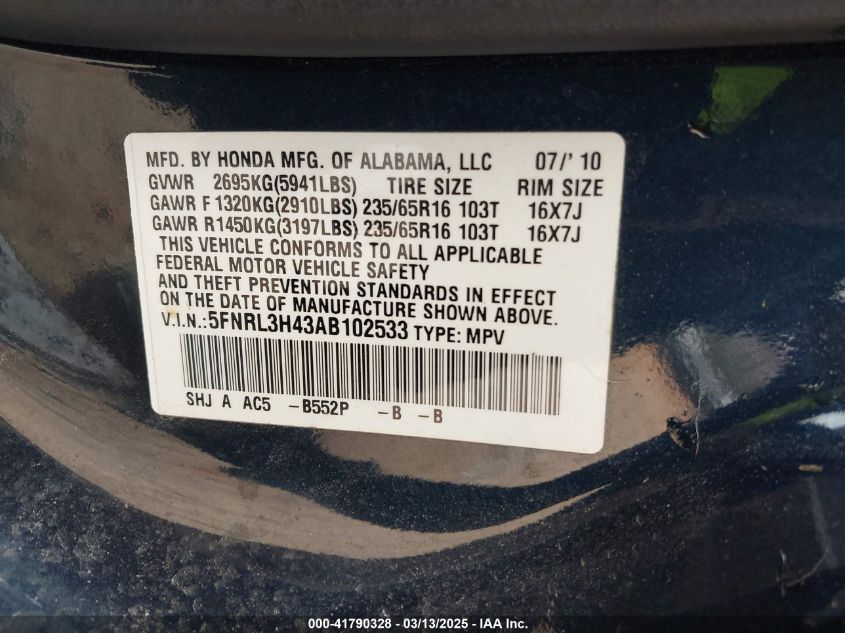 MFD. BY HONDA MFG. OF ALABAMA, LLC 07/' 10
GVWR 2695KG(5941LBS) TIRE SIZE RIM SIZE
GAWR F 1320KG(2910LBS) 235/65R16 103T 16X7J
GAWR R1450KG(3197LBS) 235/65R16 103T 16X7J
THIS VEHICLE CONFORMS TO ALL APPLICABLE
FEDERAL MOTOR VEHICLE SAFETY
AND THEFT PREVENTION STANDARDS IN EFFECT
ON THE DATE OF MANUFACTURE SHOWN ABOVE.
V.I.N.:5FNRL3H43AB102533 TYPE: MPV
SHJ A AC5 -B552P -B -B
000-41790328 - 03/13/2025 - IAA Inc.